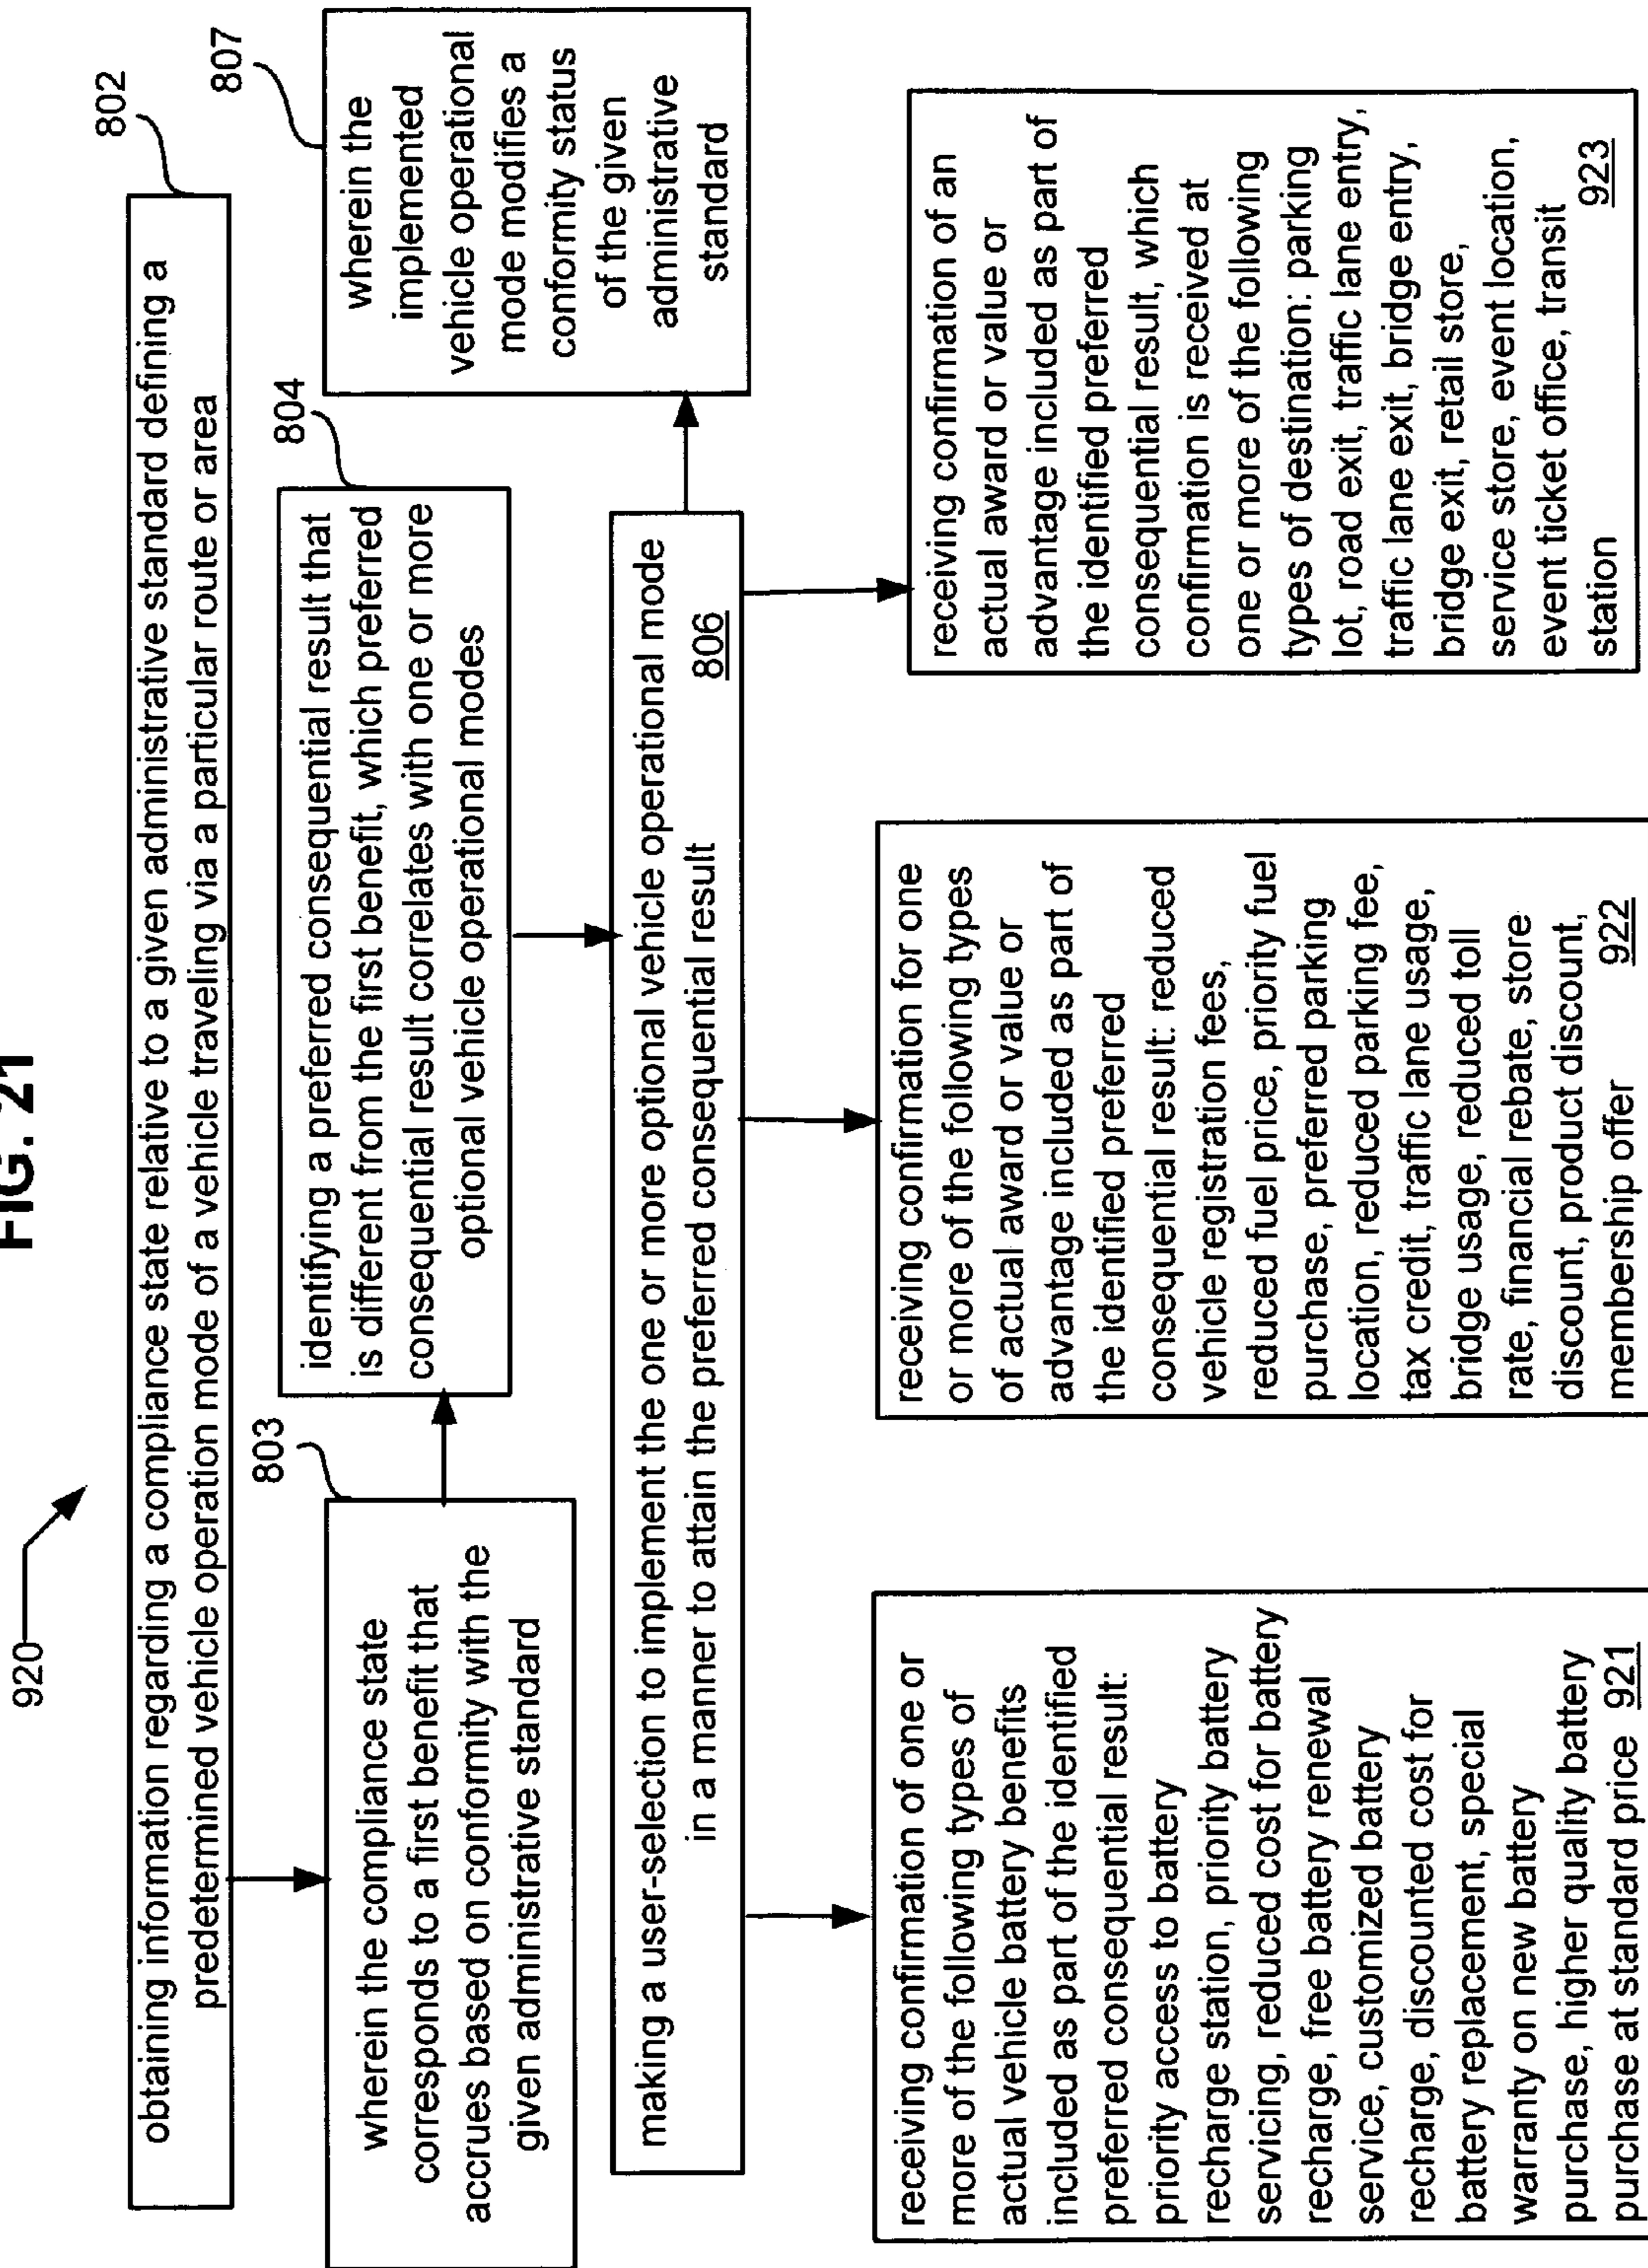 FIG. 21
920
802
obtaining information regarding a compliance state relative to a given administrative standard defining a
predetermined vehicle operation mode of a vehicle traveling via a particular route or area
803
wherein the compliance state
corresponds to a first benefit that
accrues based on conformity with the
given administrative standard
804
identifying a preferred consequential result that
is different from the first benefit, which preferred
consequential result correlates with one or more
optional vehicle operational modes
807
wherein the
implemented
vehicle operational
mode modifies a
conformity status
of the given
administrative
standard
making a user-selection to implement the one or more optional vehicle operational mode
in a manner to attain the preferred consequential result 806
receiving confirmation of one or
more of the following types of
actual vehicle battery benefits
included as part of the identified
preferred consequential result:
priority access to battery
recharge station, priority battery
servicing, reduced cost for battery
recharge, free battery renewal
service, customized battery
recharge, discounted cost for
battery replacement, special
warranty on new battery
purchase, higher quality battery
purchase at standard price 921
receiving confirmation for one
or more of the following types
of actual award or value or
advantage included as part of
the identified preferred
consequential result: reduced
vehicle registration fees,
reduced fuel price, priority fuel
purchase, preferred parking
location, reduced parking fee,
tax credit, traffic lane usage,
bridge usage, reduced toll
rate, financial rebate, store
discount, product discount,
membership offer 922
receiving confirmation of an
actual award or value or
advantage included as part of
the identified preferred
consequential result, which
confirmation is received at
one or more of the following
types of destination: parking
lot, road exit, traffic lane entry,
traffic lane exit, bridge entry,
bridge exit, retail store,
service store, event location,
event ticket office, transit
station 923